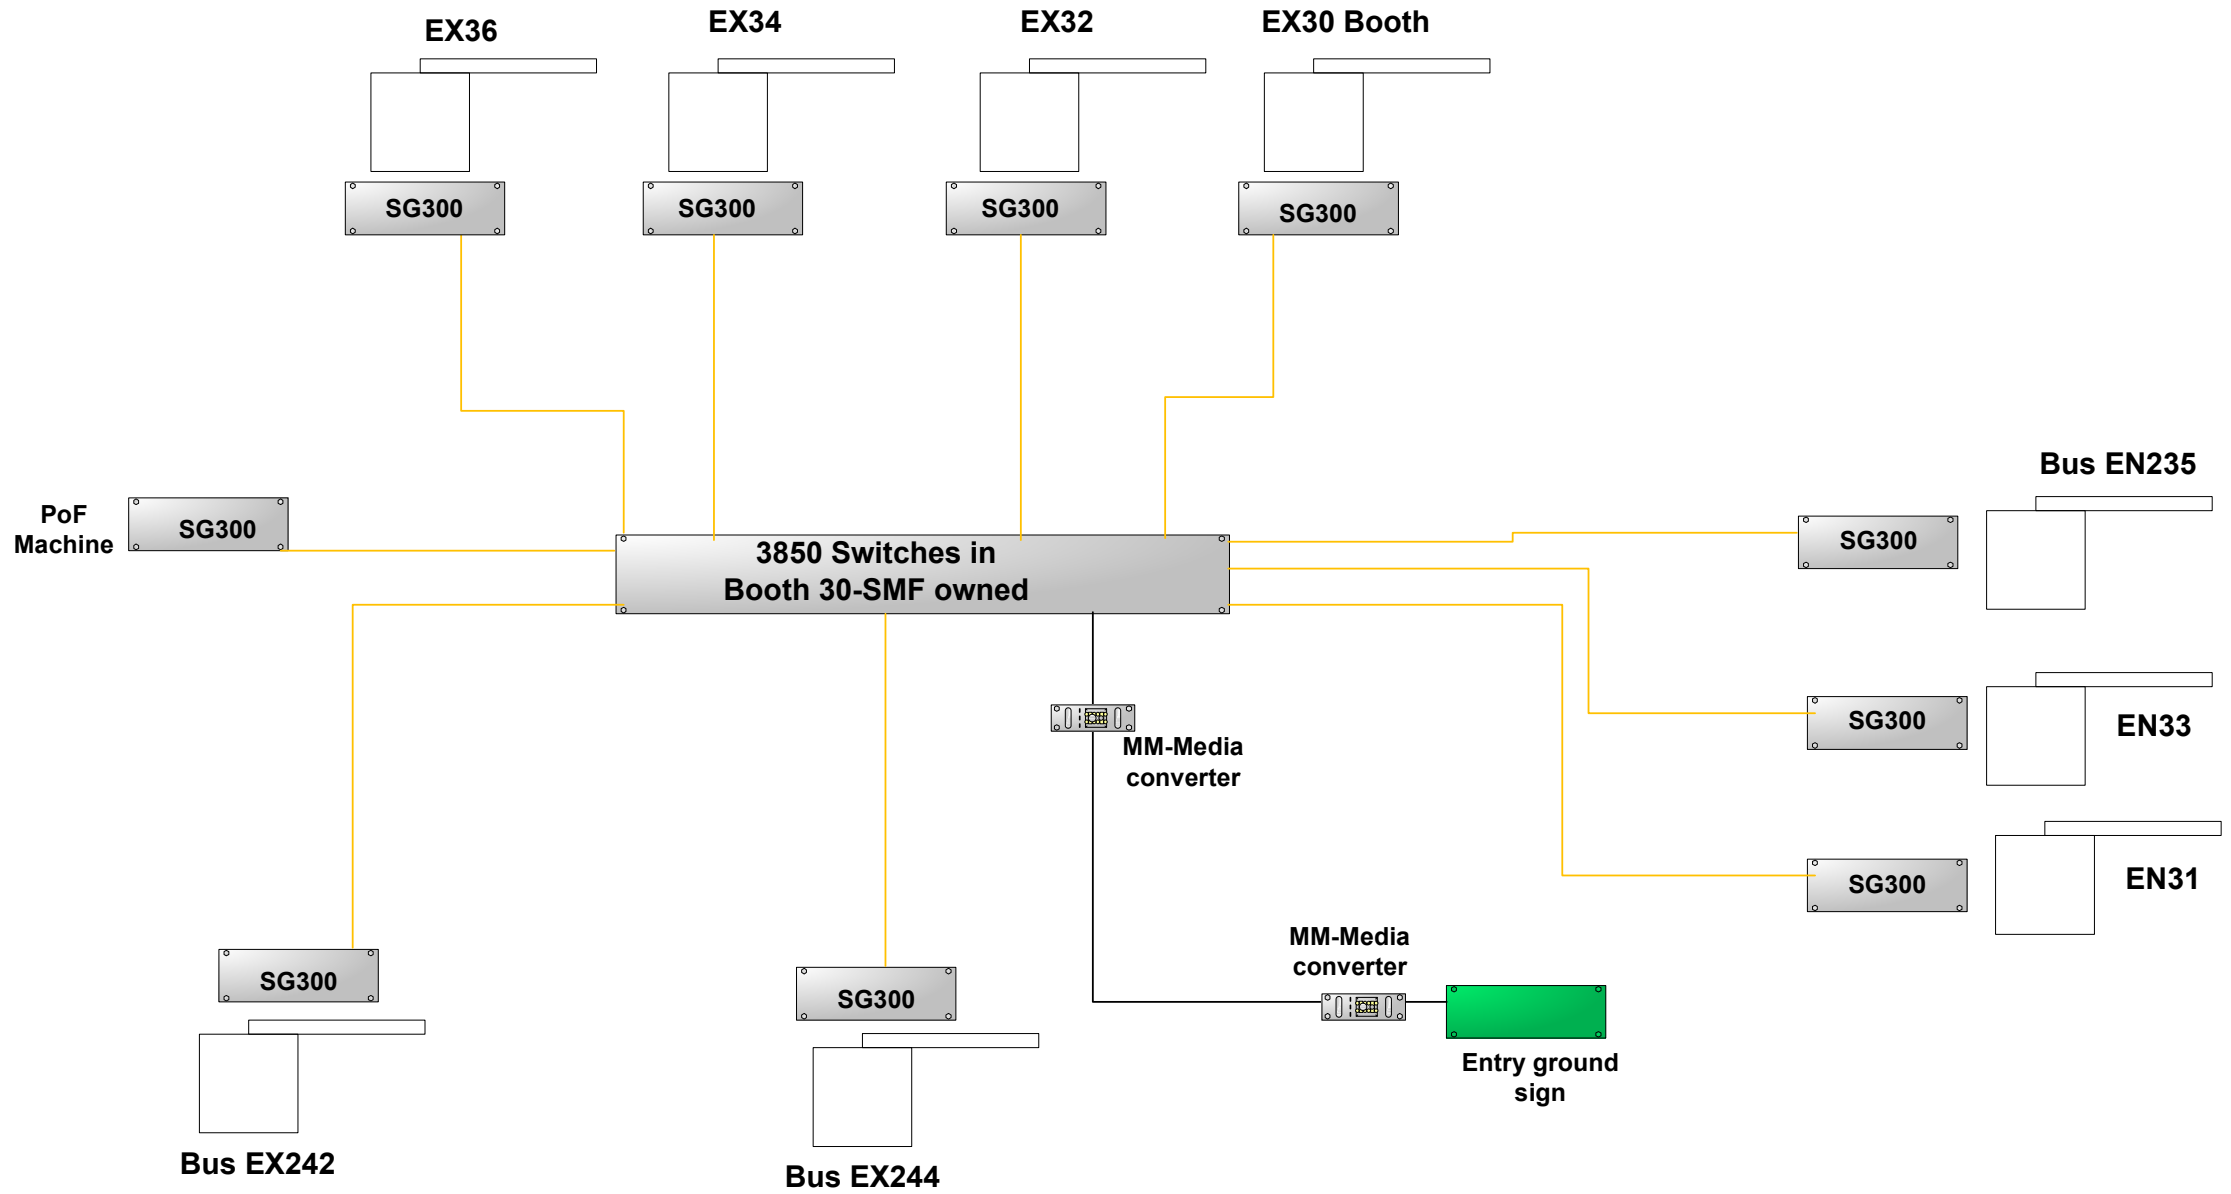 EX36
EX34
EX32
EX30 Booth
SG300
SG300
SG300
SG300
Bus EN235
PoF
Machine
SG300
3850 Switches in
Booth 30-SMF owned
SG300
SG300
EN33
MM-Media
converter
SG300
EN31
MM-Media
converter
SG300
SG300
Entry ground
sign
Bus EX242
Bus EX244